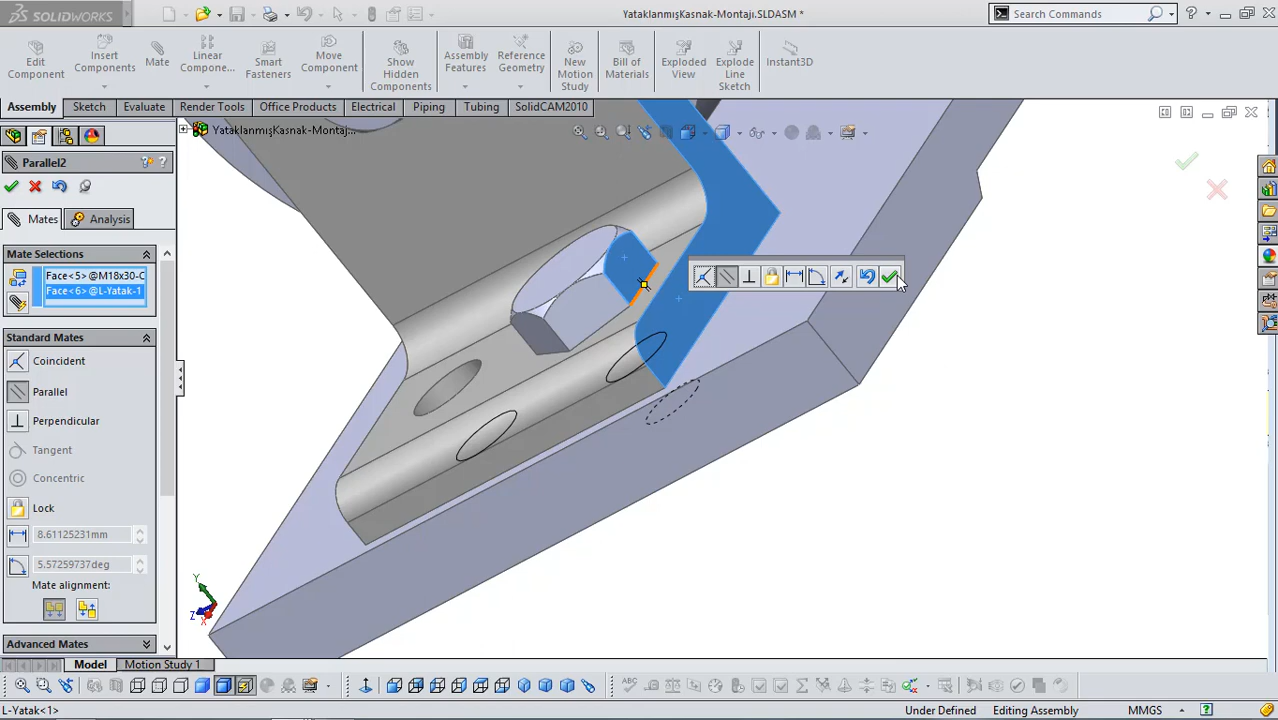 SOLIDWORKS
YataklanmışKasnak-Montajı.SLDASM *
Search Commands
Edit
Component
Insert
Components
Mate
Linear
Compone...
Smart
Fasteners
Move
Component
Show
Hidden
Components
Assembly
Features
Reference
Geometry
New
Motion
Study
Bill of
Materials
Exploded
View
Explode
Line
Sketch
Instant3D
Assembly
Sketch
Evaluate
Render Tools
Office Products
Electrical
Piping
Tubing
SolidCAM2010
YataklanmışKasnak-Montaj...
Parallel2
Mates
Analysis
Mate Selections
Face<5> @M18x30-C
Face<6> @L-Yatak-1
Standard Mates
Coincident
Parallel
Perpendicular
Tangent
Concentric
Lock
8.61125231mm
5.57259737deg
Mate alignment:
Advanced Mates
Y
Z
X
Model
Motion Study 1
L-Yatak<1>
Under Defined
Editing Assembly
MMGS